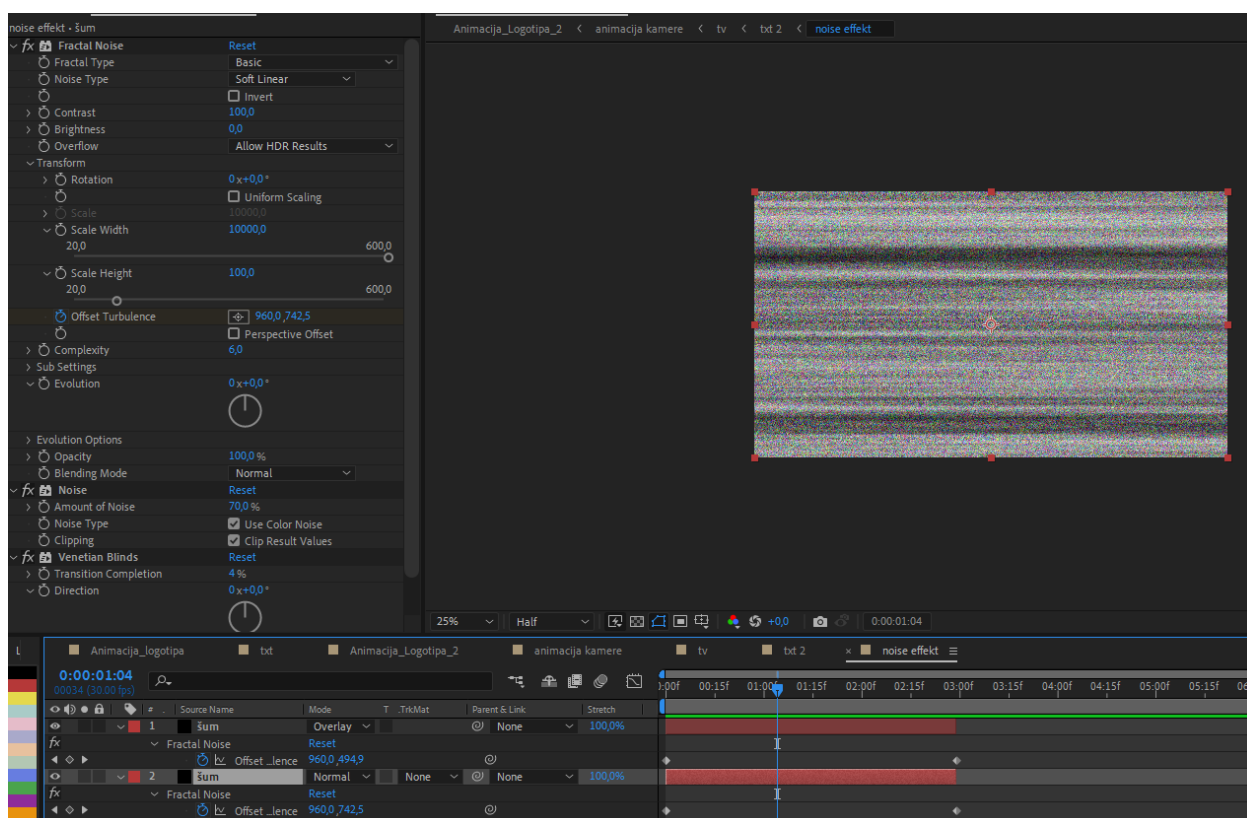 noise effekt • šum
fx Fractal Noise Reset
Fractal Type Basic
Noise Type Soft Linear
Invert
Contrast 100,0
Brightness 0,0
Overflow Allow HDR Results
Transform
Rotation 0 x+0,0°
Uniform Scaling
Scale 10000,0
Scale Width 10000,0
20,0 600,0
Scale Height 100,0
20,0 600,0
Offset Turbulence 960,0 ,742,5
Perspective Offset
Complexity 6,0
Sub Settings
Evolution 0 x+0,0°
Evolution Options
Opacity 100,0 %
Blending Mode Normal
fx Noise Reset
Amount of Noise 70,0 %
Noise Type Use Color Noise
Clipping Clip Result Values
fx Venetian Blinds Reset
Transition Completion 4 %
Direction 0 x+0,0°
Animacija_Logotipa_2 < animacija kamere < tv < txt 2 < noise effekt
25% Half +0,0 0:00:01:04
L Animacija_logotipa txt Animacija_Logotipa_2 animacija kamere tv txt 2 × noise effekt
0:00:01:04
00034 (30.00 fps)
):00f 00:15f 01:00f 01:15f 02:00f 02:15f 03:00f 03:15f 04:00f 04:15f 05:00f 05:15f 06
# . Source Name Mode T .TrkMat Parent & Link Stretch
1 šum Overlay None 100,0%
fx Fractal Noise Reset
Offset ...lence 960,0,494,9
2 šum Normal None None 100,0%
fx Fractal Noise Reset
Offset ...lence 960,0,742,5